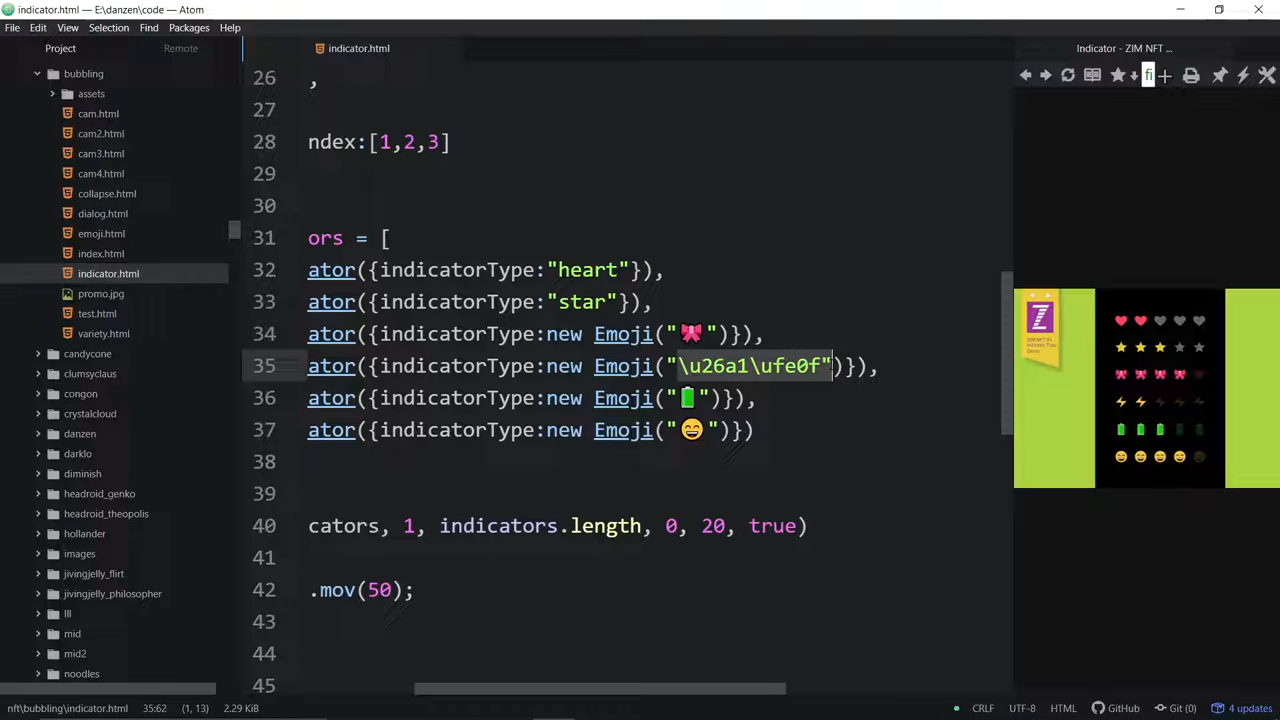 indicator.html — E:\danzen\code — Atom
File Edit View Selection Find Packages Help
Project Remote
bubbling
assets
cam.html
cam2.html
cam3.html
cam4.html
collapse.html
dialog.html
emoji.html
index.html
indicator.html
promo.jpg
test.html
variety.html
candycone
clumsyclaus
congon
crystalcloud
danzen
darklo
diminish
headroid_genko
headroid_theopolis
hollander
images
jivingjelly_flirt
jivingjelly_philosopher
lll
mid
mid2
noodles
indicator.html
26 ,
27
28 ndex:[1,2,3]
29
30
31 ors = [
32 ator({indicatorType:"heart"}),
33 ator({indicatorType:"star"}),
34 ator({indicatorType:new Emoji("🎀")}),
35 ator({indicatorType:new Emoji("\u26a1\ufe0f")}),
36 ator({indicatorType:new Emoji("🔋")}),
37 ator({indicatorType:new Emoji("😄")})
38
39
40 cators, 1, indicators.length, 0, 20, true)
41
42 .mov(50);
43
44
45
Indicator - ZIM NFT ...
fi
Z
nft\bubbling\indicator.html 35:62 (1, 13) 2.29 KiB
CRLF UTF-8 HTML GitHub Git (0) 4 updates